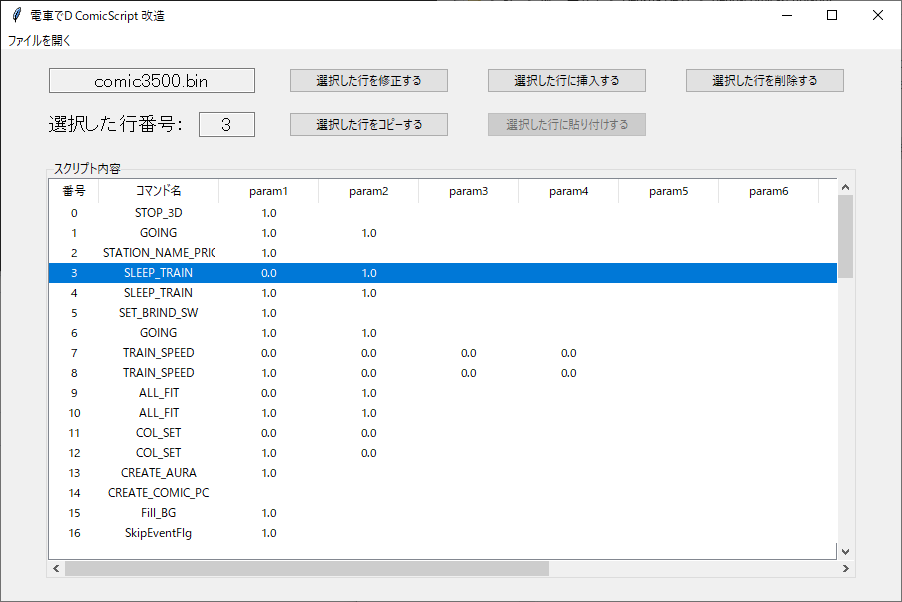 電車でD ComicScript 改造
ファイルを開く
comic3500.bin 選択した行を修正する 選択した行に挿入する 選択した行を削除する
選択した行番号: 3 選択した行をコピーする 選択した行に貼り付けする
スクリプト内容
番号 コマンド名 param1 param2 param3 param4 param5 param6
0 STOP_3D 1.0
1 GOING 1.0 1.0
2 STATION_NAME_PRIC 1.0
3 SLEEP_TRAIN 0.0 1.0
4 SLEEP_TRAIN 1.0 1.0
5 SET_BRIND_SW 1.0
6 GOING 1.0 1.0
7 TRAIN_SPEED 0.0 0.0 0.0 0.0
8 TRAIN_SPEED 1.0 0.0 0.0 0.0
9 ALL_FIT 0.0 1.0
10 ALL_FIT 1.0 1.0
11 COL_SET 0.0 0.0
12 COL_SET 1.0 0.0
13 CREATE_AURA 1.0
14 CREATE_COMIC_PC
15 Fill_BG 1.0
16 SkipEventFlg 1.0